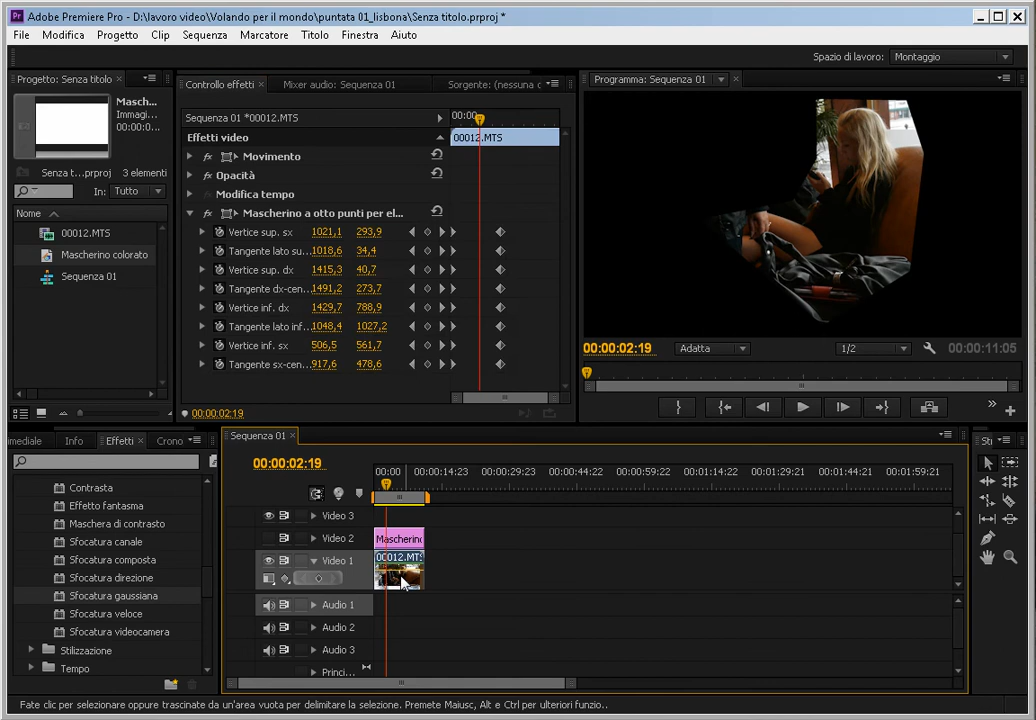 Adobe Premiere Pro - D:\lavoro video\Volando per il mondo\puntata 01_lisbona\Senza titolo.prproj *
File Modifica Progetto Clip Sequenza Marcatore Titolo Finestra Aiuto
Spazio di lavoro: Montaggio
Progetto: Senza titolo
Controllo effetti Mixer audio: Sequenza 01 Sorgente: (nessuna c
Programma: Sequenza 01
Masch...
Immagi...
00:00:0...
Senza t...prproj 3 elementi
In: Tutto
Nome
00012.MTS
Mascherino colorato
Sequenza 01
Sequenza 01 *00012.MTS
00:00:
Effetti video
00012.MTS
Movimento
Opacità
Modifica tempo
Mascherino a otto punti per el...
Vertice sup. sx 1021,1 293,9
Tangente lato su... 1018,6 34,4
Vertice sup. dx 1415,3 40,7
Tangente dx-cen... 1491,2 273,7
Vertice inf. dx 1429,7 788,9
Tangente lato inf... 1048,4 1027,2
Vertice inf. sx 506,5 561,7
Tangente sx-cen... 917,6 478,6
00:00:02:19
00:00:02:19 Adatta 1/2 00:00:11:05
imediale Info Effetti Crono
Contrasta
Effetto fantasma
Maschera di contrasto
Sfocatura canale
Sfocatura composta
Sfocatura direzione
Sfocatura gaussiana
Sfocatura veloce
Sfocatura videocamera
Stilizzazione
Tempo
Sequenza 01
00:00:02:19
00:00 00:00:14:23 00:00:29:23 00:00:44:22 00:00:59:22 00:01:14:22 00:01:29:21 00:01:44:21 00:01:59:21
Video 3
Video 2 Mascherino
Video 1 00012.MTS
Audio 1
Audio 2
Audio 3
Princi...
Sti
Fate clic per selezionare oppure trascinate da un'area vuota per delimitare la selezione. Premete Maiusc, Alt e Ctrl per ulteriori funzio..